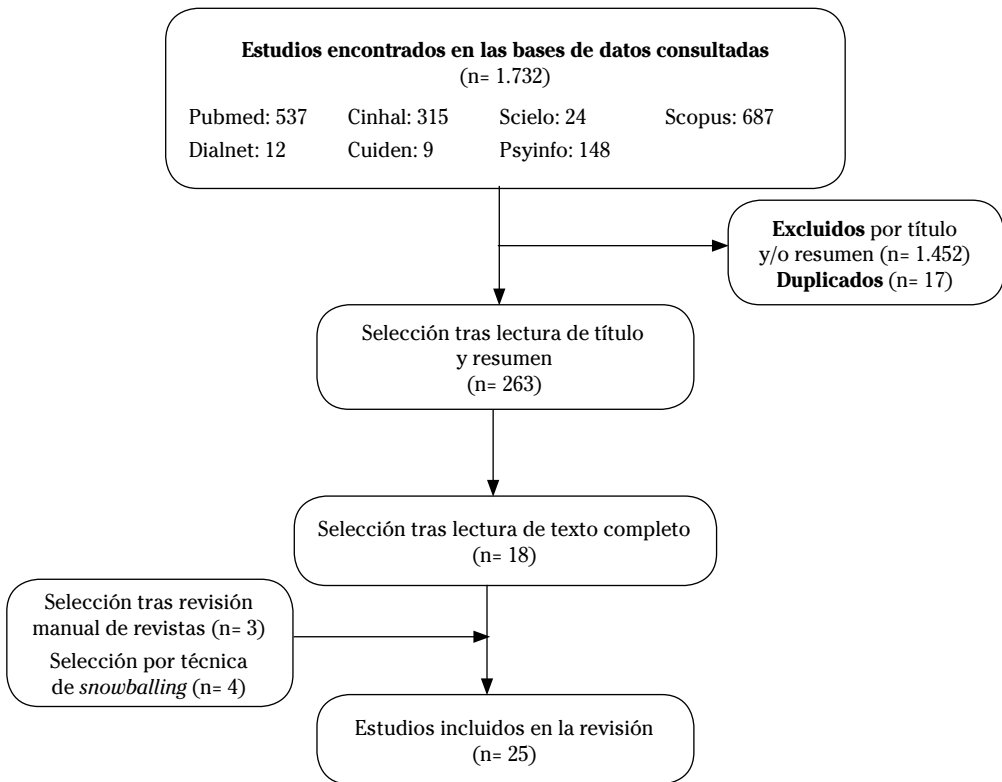 Estudios encontrados en las bases de datos consultadas
(n= 1.732)
Pubmed: 537 Cinhal: 315 Scielo: 24 Scopus: 687
Dialnet: 12 Cuiden: 9 Psyinfo: 148
Excluidos por título
y/o resumen (n= 1.452)
Duplicados (n= 17)
Selección tras lectura de título
y resumen
(n= 263)
Selección tras lectura de texto completo
(n= 18)
Selección tras revisión
manual de revistas (n= 3)
Selección por técnica
de snowballing (n= 4)
Estudios incluidos en la revisión
(n= 25)